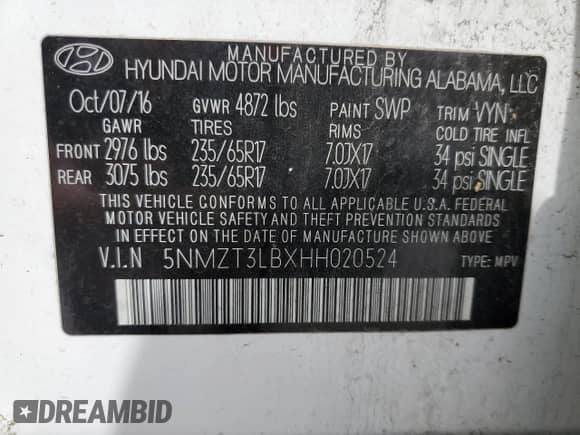 MANUFACTURED BY
HYUNDAI MOTOR MANUFACTURING ALABAMA, LLC
Oct/07/16 GVWR 4872 lbs PAINT SWP TRIM VYN
GAWR TIRES RIMS COLD TIRE INFL
FRONT 2976 lbs 235/65R17 7.0JX17 34 psi SINGLE
REAR 3075 lbs 235/65R17 7.0JX17 34 psi SINGLE
THIS VEHICLE CONFORMS TO ALL APPLICABLE U.S.A. FEDERAL
MOTOR VEHICLE SAFETY AND THEFT PREVENTION STANDARDS
IN EFFECT ON THE DATE OF MANUFACTURE SHOWN ABOVE
V.I.N 5NMZT3LBXHH020524 TYPE: MPV
DREAMBID